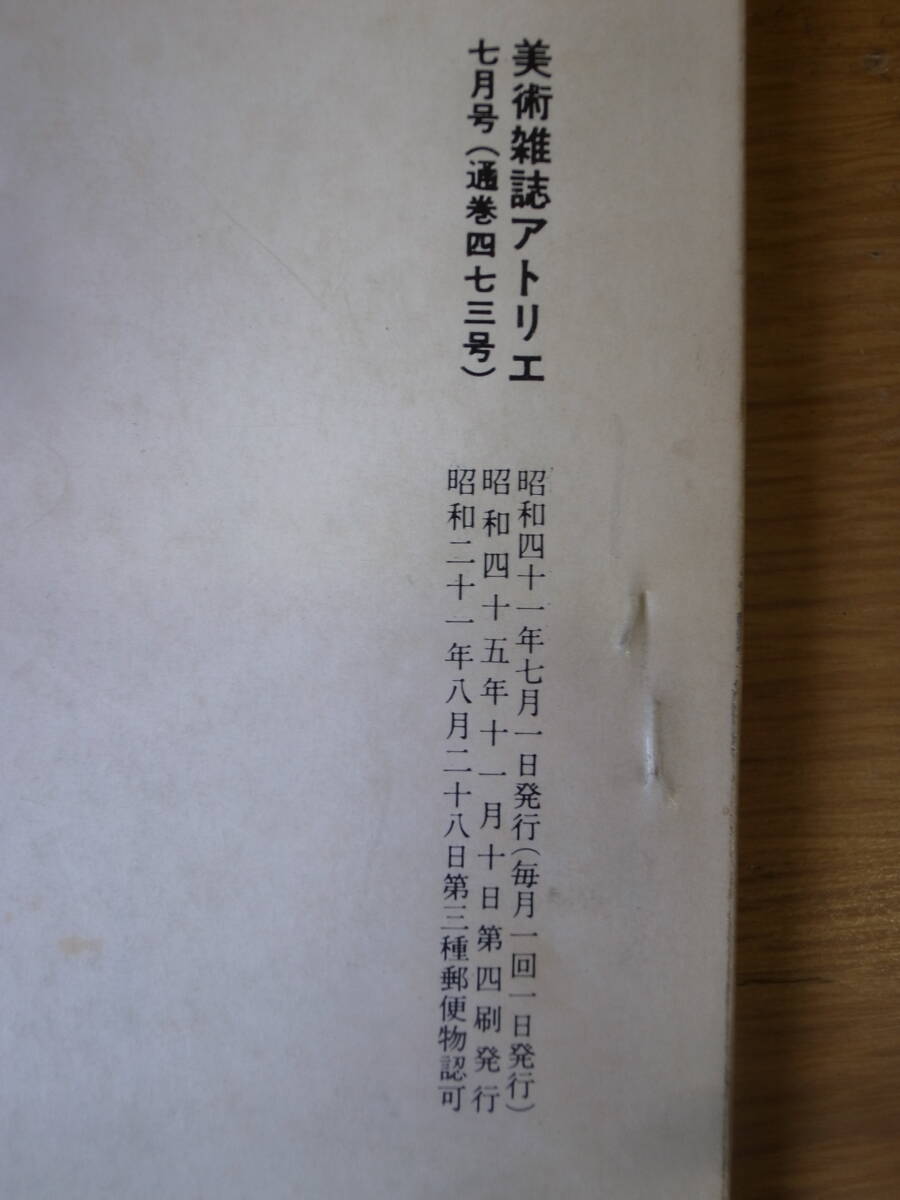 美術雑誌アトリエ
七月号(通巻四七三号)
昭和四十一年七月一日発行(毎月一回一日発行)
昭和四十五年十一月十日第四刷発行
昭和二十一年八月二十八日第三種郵便物認可